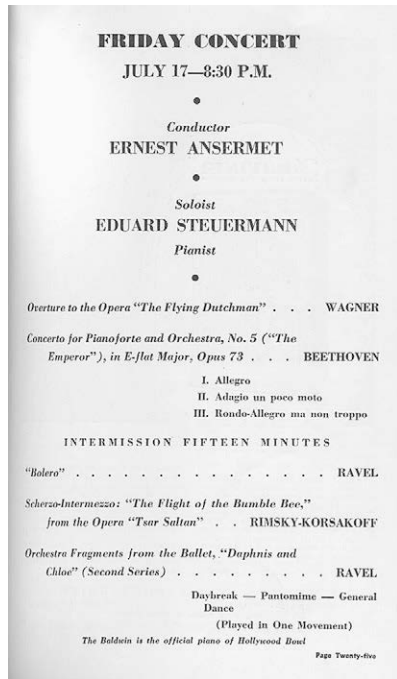 FRIDAY CONCERT
JULY 17—8:30 P.M.
●
Conductor
ERNEST ANSERMET
●
Soloist
EDUARD STEUERMANN
Pianist
●
Overture to the Opera "The Flying Dutchman" . . . WAGNER
Concerto for Pianoforte and Orchestra, No. 5 ("The
Emperor"), in E-flat Major, Opus 73 . . . BEETHOVEN
I. Allegro
II. Adagio un poco moto
III. Rondo-Allegro ma non troppo
INTERMISSION FIFTEEN MINUTES
"Bolero" . . . . . . . . . . . . . . . RAVEL
Scherzo-Intermezzo: "The Flight of the Bumble Bee,"
from the Opera "Tsar Saltan" . . RIMSKY-KORSAKOFF
Orchestra Fragments from the Ballet, "Daphnis and
Chloe" (Second Series) . . . . . . . . . RAVEL
Daybreak — Pantomime — General
Dance
(Played in One Movement)
The Baldwin is the official piano of Hollywood Bowl
Page Twenty-five